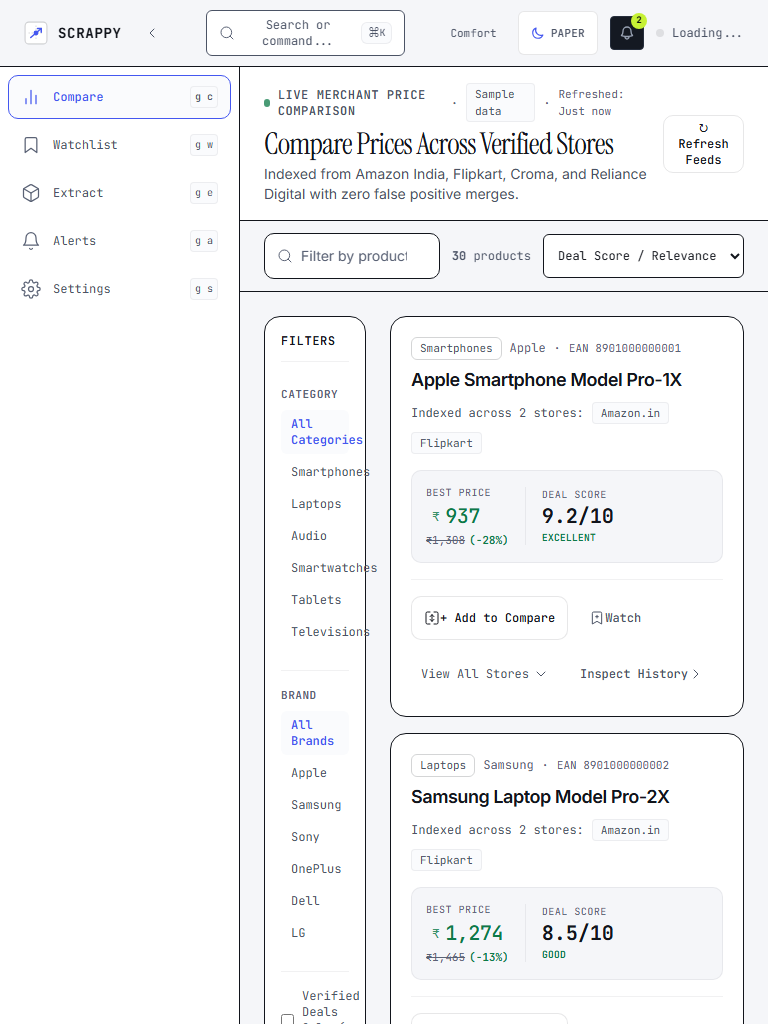 SCRAPPY
Search or
command...
⌘K
Comfort
PAPER
2
Loading...
Compare
g c
Watchlist
g w
Extract
g e
Alerts
g a
Settings
g s
LIVE MERCHANT PRICE
COMPARISON
·
Sample
data
·
Refreshed:
Just now
Compare Prices Across Verified Stores
Indexed from Amazon India, Flipkart, Croma, and Reliance
Digital with zero false positive merges.
↻
Refresh
Feeds
Filter by product
30 products
Deal Score / Relevance
FILTERS
CATEGORY
All
Categories
Smartphones
Laptops
Audio
Smartwatches
Tablets
Televisions
BRAND
All
Brands
Apple
Samsung
Sony
OnePlus
Dell
LG
Verified
Deals
Smartphones Apple · EAN 8901000000001
Apple Smartphone Model Pro-1X
Indexed across 2 stores: Amazon.in
Flipkart
BEST PRICE
₹ 937
₹1,308 (-28%)
DEAL SCORE
9.2/10
EXCELLENT
+ Add to Compare
Watch
View All Stores
Inspect History
Laptops Samsung · EAN 8901000000002
Samsung Laptop Model Pro-2X
Indexed across 2 stores: Amazon.in
Flipkart
BEST PRICE
₹ 1,274
₹1,465 (-13%)
DEAL SCORE
8.5/10
GOOD